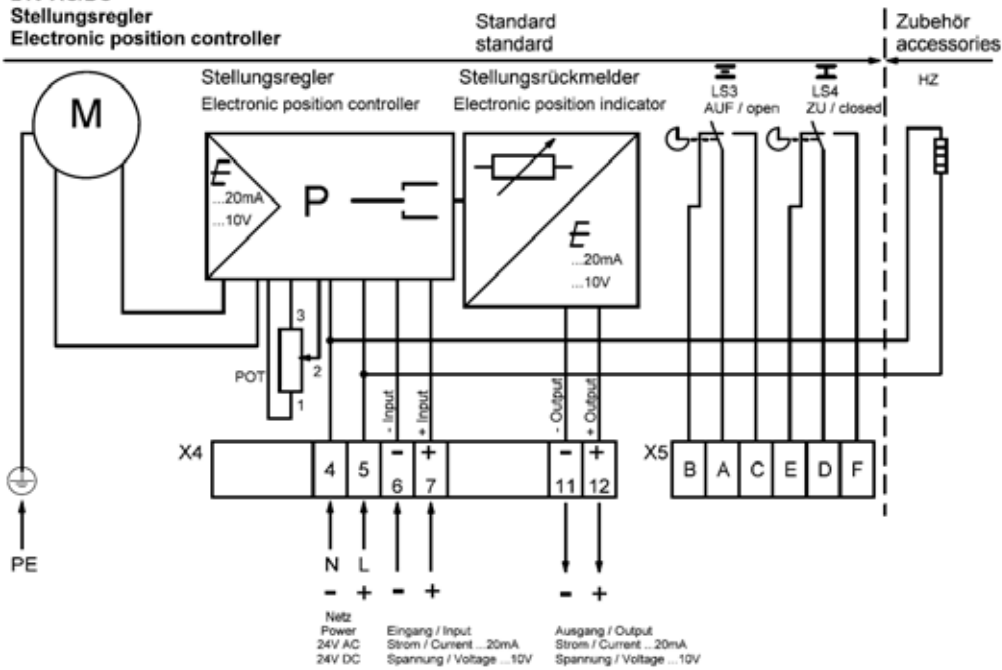 Stellungsregler
Electronic position controller
Standard
standard
Zubehör
accessories
Stellungsregler
Electronic position controller
Stellungsrückmelder
Electronic position indicator
LS3
AUF / open
LS4
ZU / closed
HZ
M
E
...20mA
...10V
P
E
...20mA
...10V
POT
3
2
1
- Input
+ Input
- Output
+ Output
X4
4
5
- 6
+ 7
- 11
+ 12
X5
B A C E D F
PE
N L
- + - + - +
Netz
Power
24V AC
24V DC
Eingang / Input
Strom / Current ...20mA
Spannung / Voltage ...10V
Ausgang / Output
Strom / Current ...20mA
Spannung / Voltage ...10V